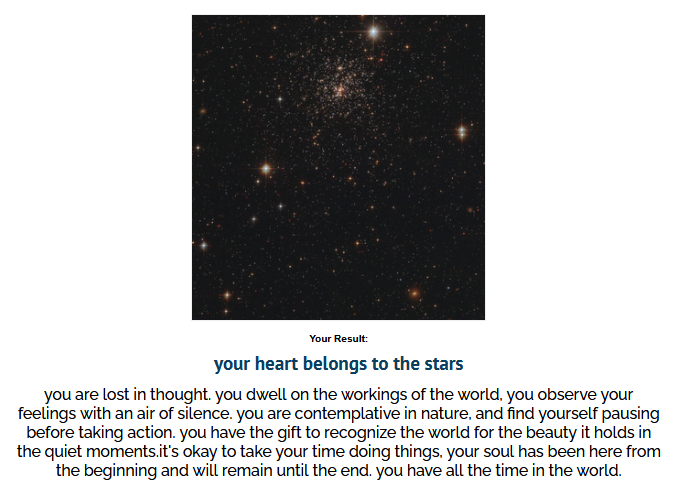 Your Result:
your heart belongs to the stars
you are lost in thought. you dwell on the workings of the world, you observe your
feelings with an air of silence. you are contemplative in nature, and find yourself pausing
before taking action. you have the gift to recognize the world for the beauty it holds in
the quiet moments.it's okay to take your time doing things, your soul has been here from
the beginning and will remain until the end. you have all the time in the world.